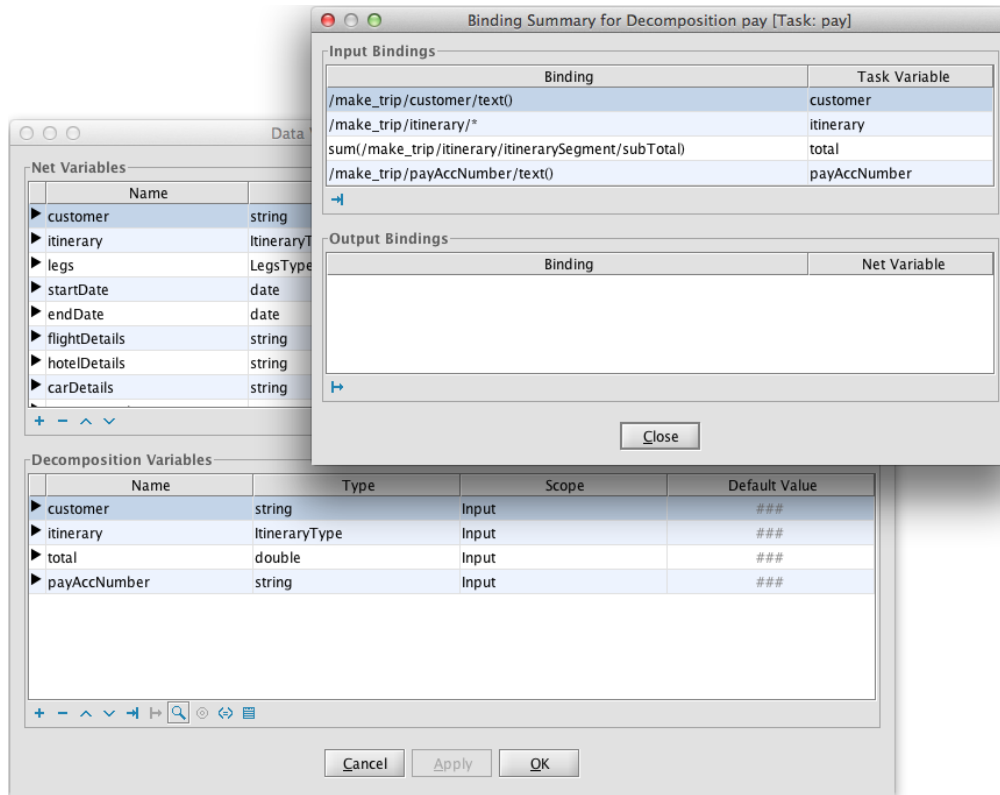 Binding Summary for Decomposition pay [Task: pay]
Input Bindings
Binding Task Variable
/make_trip/customer/text() customer
/make_trip/itinerary/* itinerary
sum(/make_trip/itinerary/itinerarySegment/subTotal) total
/make_trip/payAccNumber/text() payAccNumber
Output Bindings
Binding Net Variable
Close
Data
Net Variables
Name
customer string
itinerary ItineraryT
legs LegsType
startDate date
endDate date
flightDetails string
hotelDetails string
carDetails string
Decomposition Variables
Name Type Scope Default Value
customer string Input ###
itinerary ItineraryType Input ###
total double Input ###
payAccNumber string Input ###
Cancel Apply OK